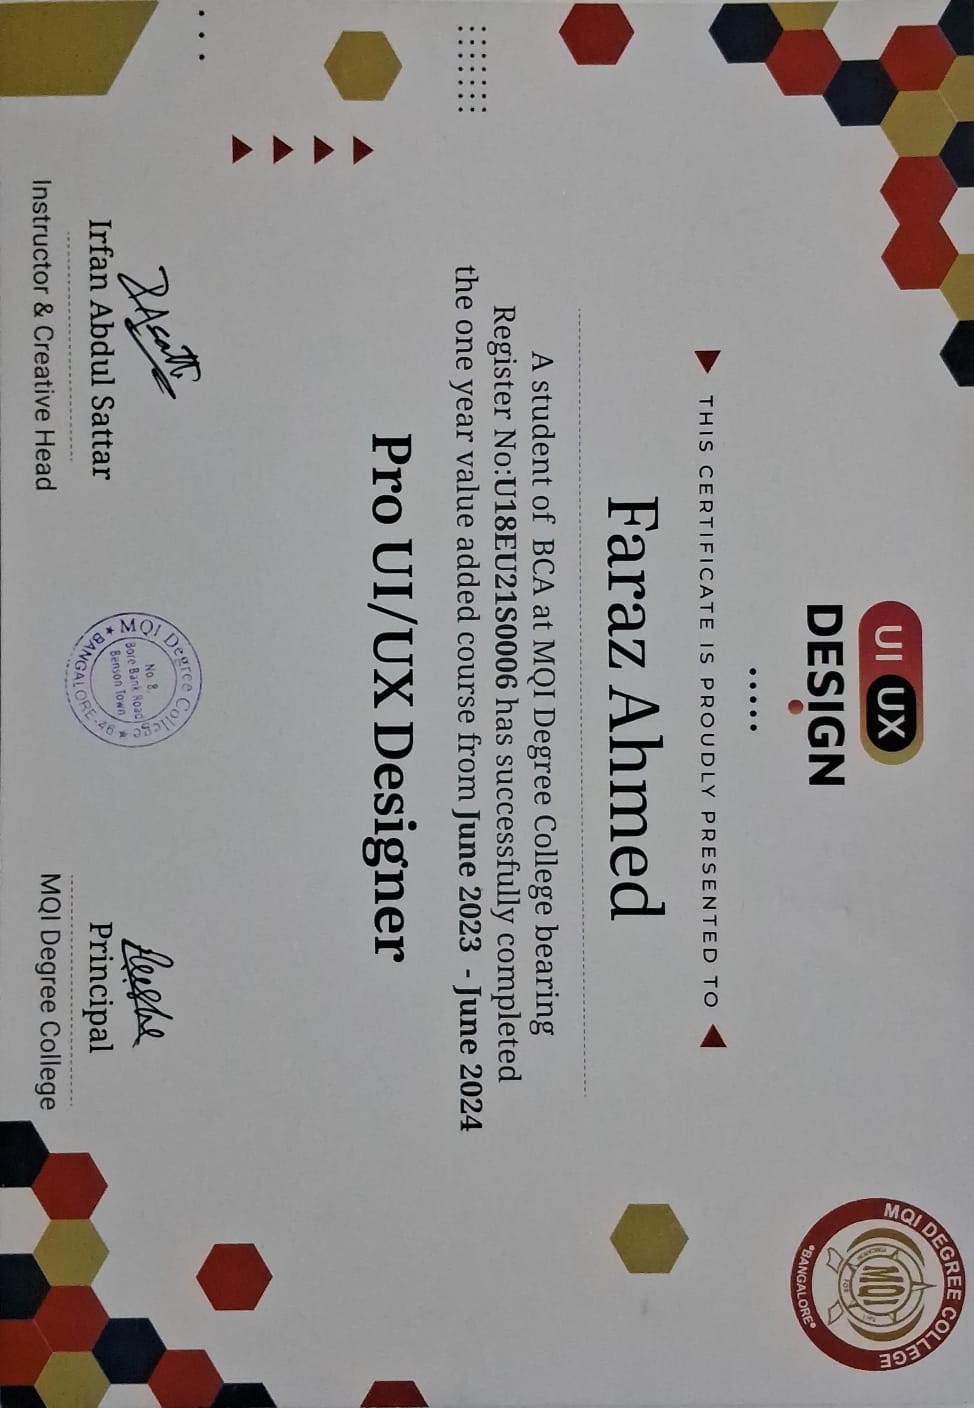 UI UX
DESIGN
MQI DEGREE COLLEGE
*BANGALORE*
MQI
THIS CERTIFICATE IS PROUDLY PRESENTED TO
Faraz Ahmed
A student of BCA at MQI Degree College bearing
Register No:U18EU21S0006 has successfully completed
the one year value added course from June 2023 - June 2024
Pro UI/UX Designer
Irfan Abdul Sattar
Instructor & Creative Head
MQI Degree College
No. 8,
Bore Bank Road
Benson Town
BANGALORE-46
Principal
MQI Degree College